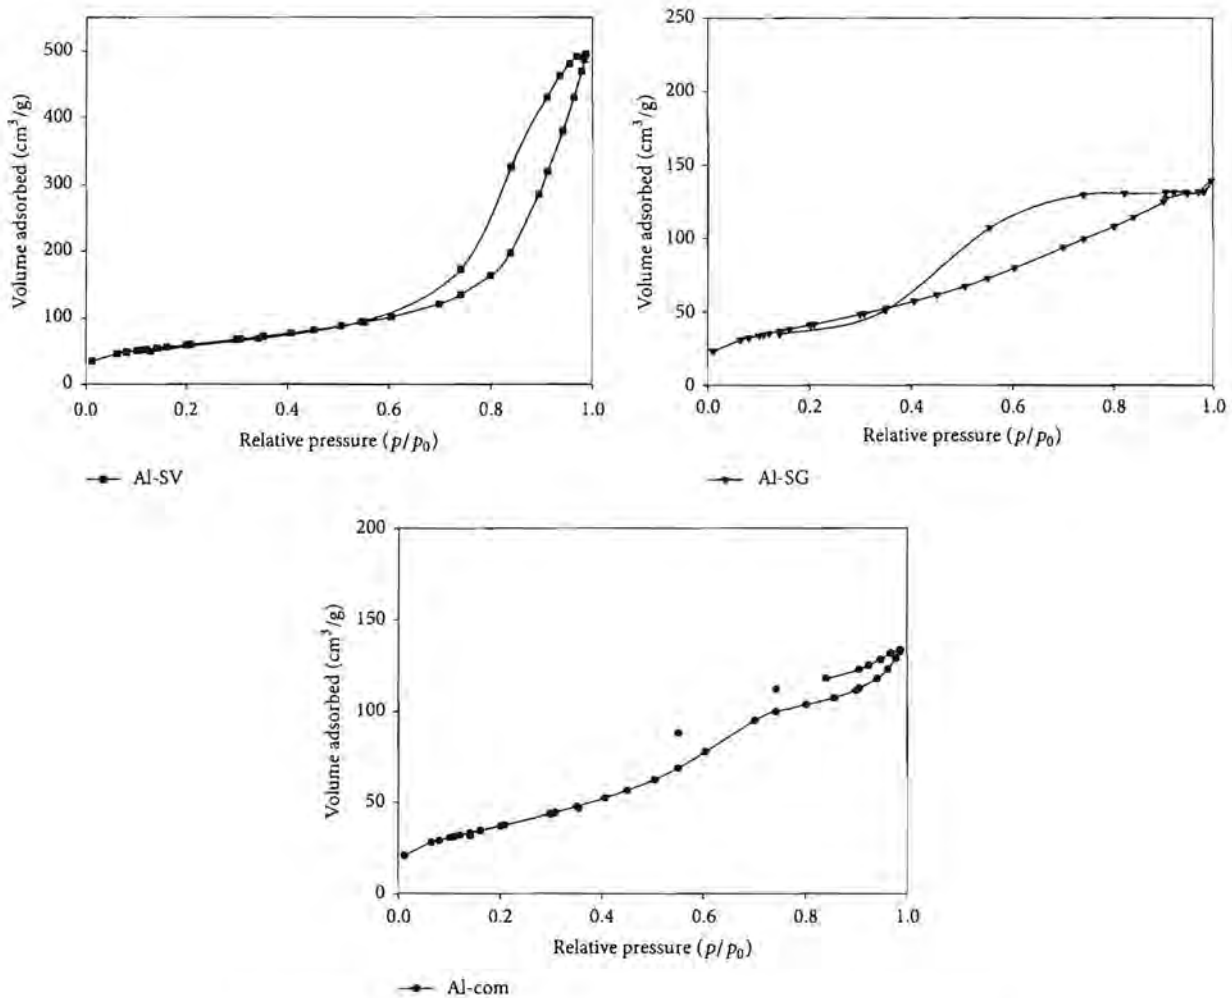 Volume adsorbed (cm³/g)
500
400
300
200
100
0
0.0 0.2 0.4 0.6 0.8 1.0
Relative pressure (p/p₀)
Al-SV
Volume adsorbed (cm³/g)
250
200
150
100
50
0
0.0 0.2 0.4 0.6 0.8 1.0
Relative pressure (p/p₀)
Al-SG
Volume adsorbed (cm³/g)
200
150
100
50
0
0.0 0.2 0.4 0.6 0.8 1.0
Relative pressure (p/p₀)
Al-com